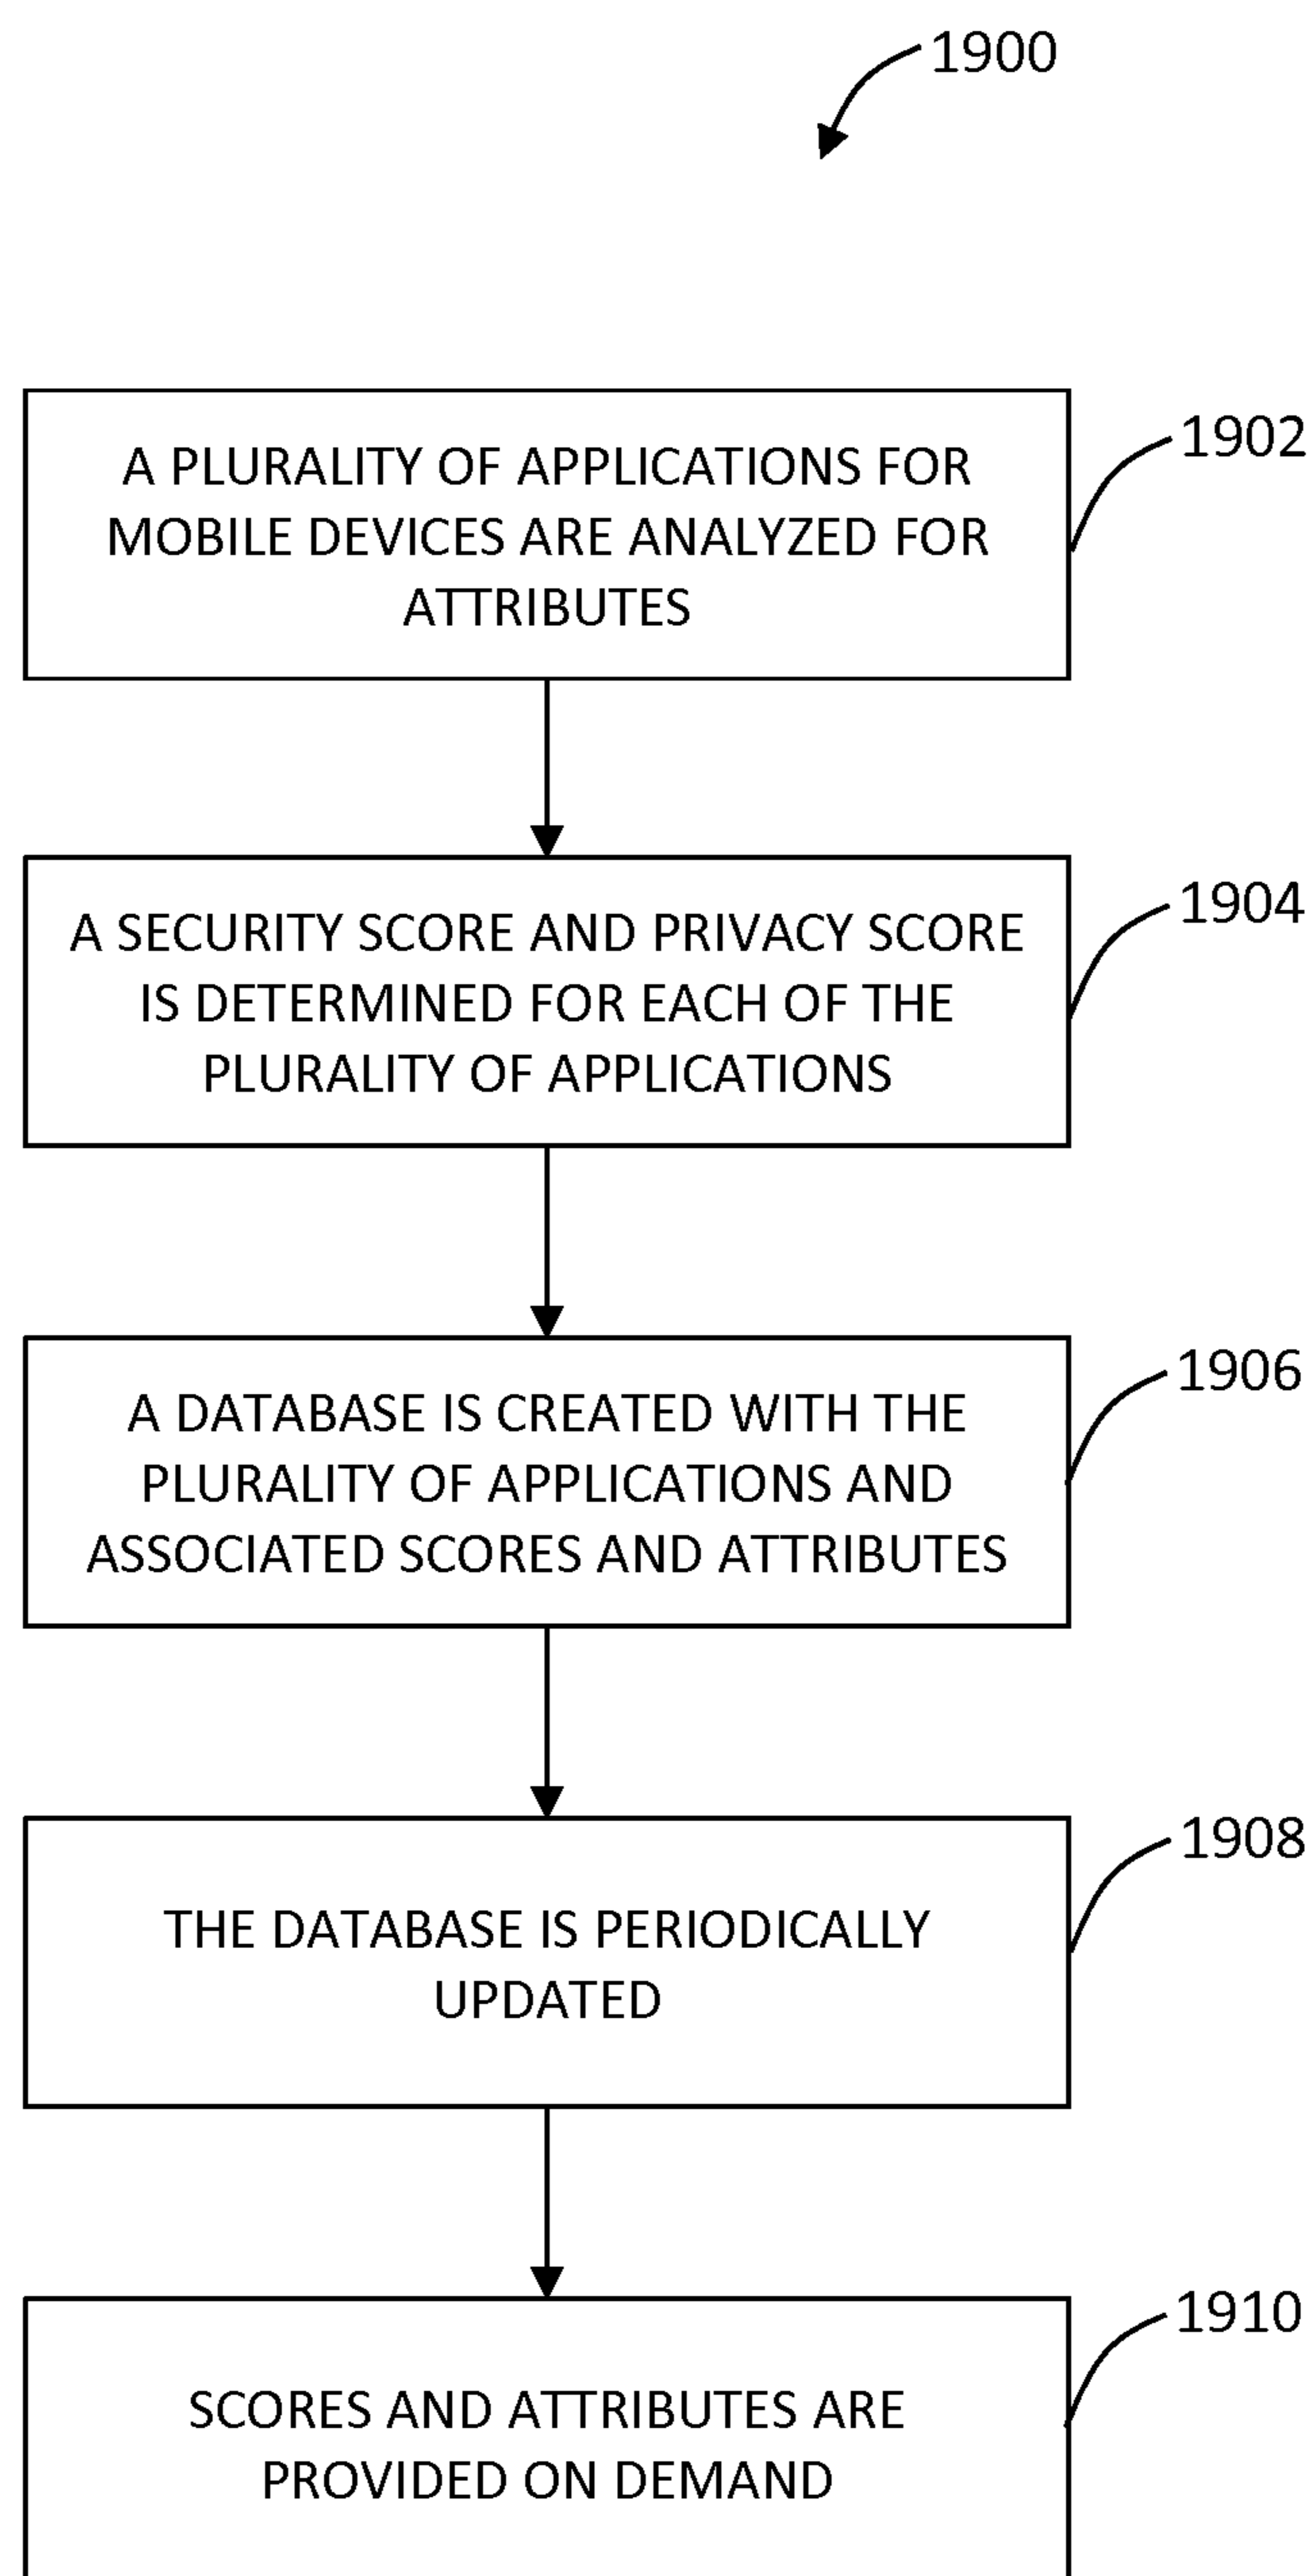 1900
A PLURALITY OF APPLICATIONS FOR
MOBILE DEVICES ARE ANALYZED FOR
ATTRIBUTES
1902
A SECURITY SCORE AND PRIVACY SCORE
IS DETERMINED FOR EACH OF THE
PLURALITY OF APPLICATIONS
1904
A DATABASE IS CREATED WITH THE
PLURALITY OF APPLICATIONS AND
ASSOCIATED SCORES AND ATTRIBUTES
1906
THE DATABASE IS PERIODICALLY
UPDATED
1908
SCORES AND ATTRIBUTES ARE
PROVIDED ON DEMAND
1910